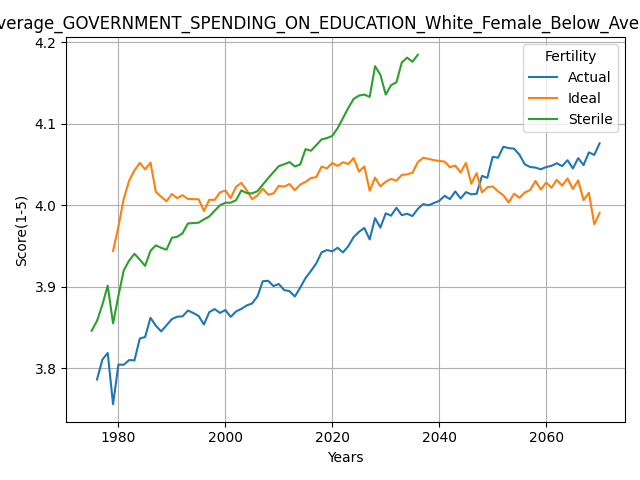 verage_GOVERNMENT_SPENDING_ON_EDUCATION_White_Female_Below_Ave
4.2
4.1
4.0
3.9
3.8
Score(1-5)
Fertility
Actual
Ideal
Sterile
1980 2000 2020 2040 2060
Years